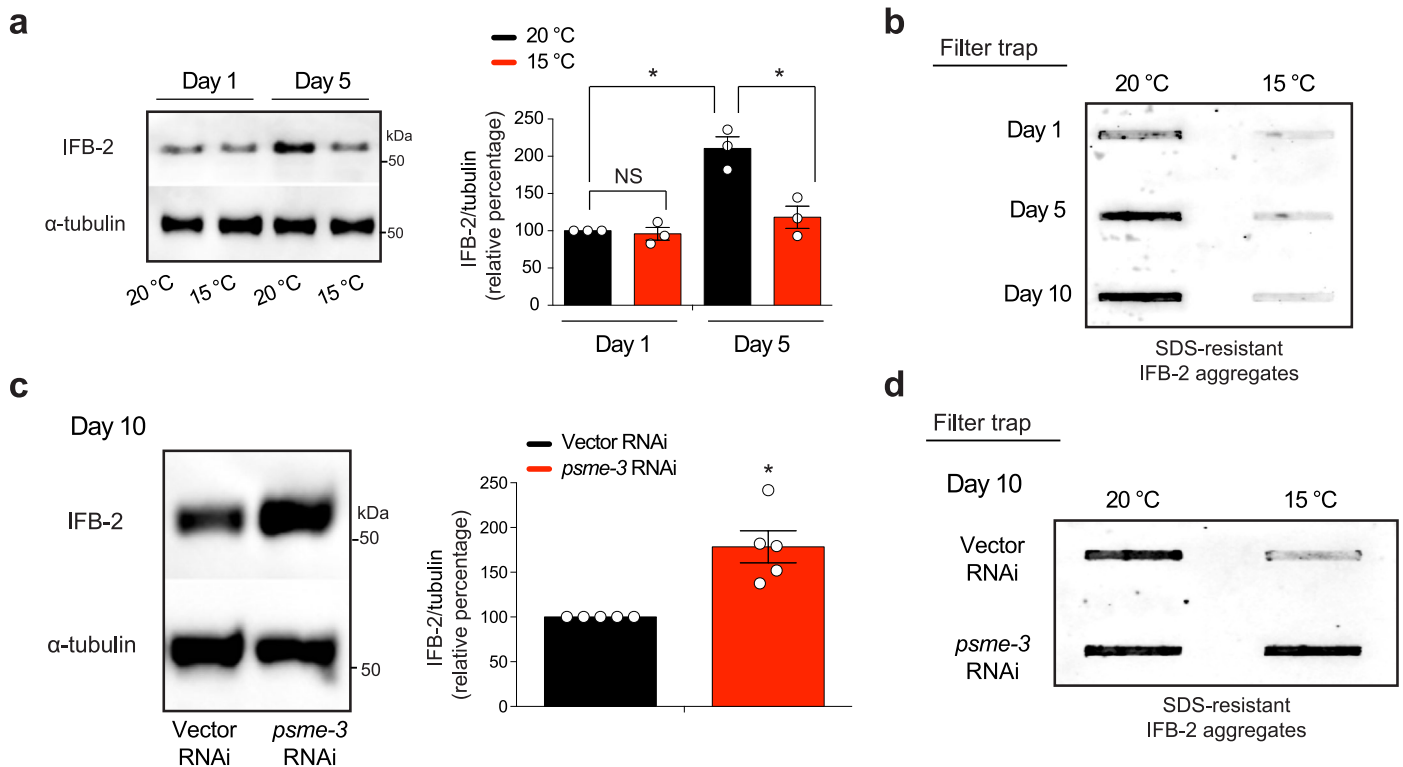 a
Day 1
Day 5
IFB-2
α-tubulin
kDa
50
50
20 °C
15 °C
20 °C
15 °C
20 °C
15 °C
*
*
NS
IFB-2/tubulin
(relative percentage)
250
200
150
100
50
0
Day 1
Day 5
b
Filter trap
20 °C
15 °C
Day 1
Day 5
Day 10
SDS-resistant
IFB-2 aggregates
c
Day 10
IFB-2
α-tubulin
kDa
50
50
Vector
RNAi
psme-3
RNAi
Vector RNAi
psme-3 RNAi
*
IFB-2/tubulin
(relative percentage)
250
200
150
100
50
0
d
Filter trap
Day 10
20 °C
15 °C
Vector
RNAi
psme-3
RNAi
SDS-resistant
IFB-2 aggregates